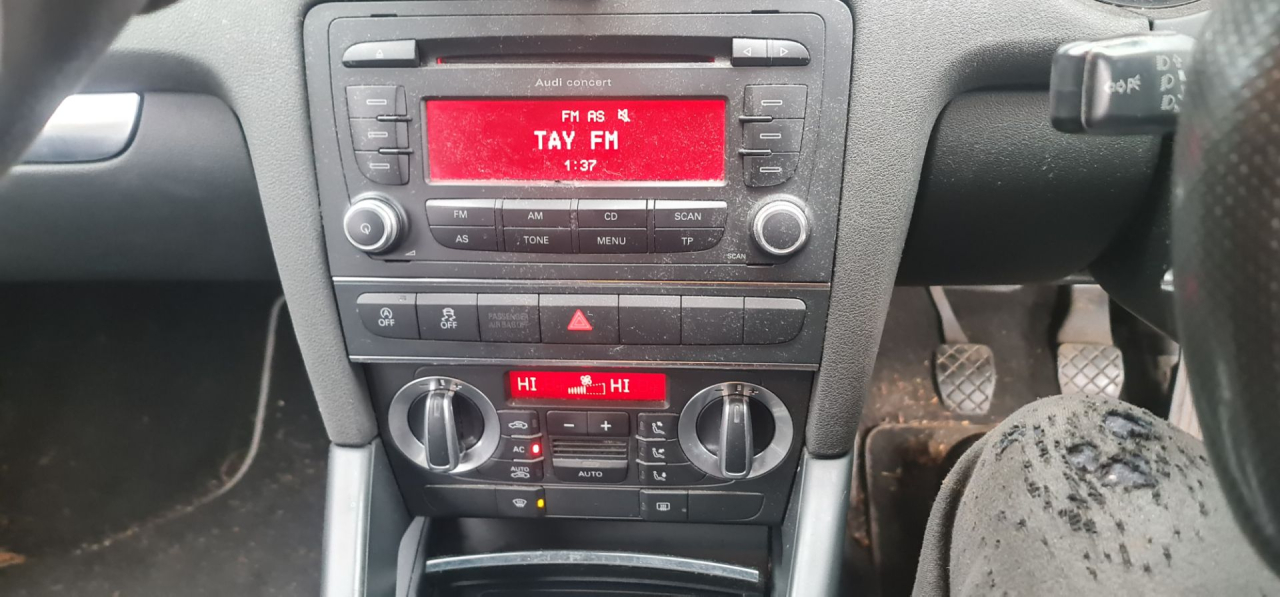 Audi concert
FM AS
TAY FM
1:37
FM AM CD SCAN
AS TONE MENU TP
SCAN
OFF
OFF
PASSENGER
AIR BAG OFF
HI HI
AC
AUTO
AUTO